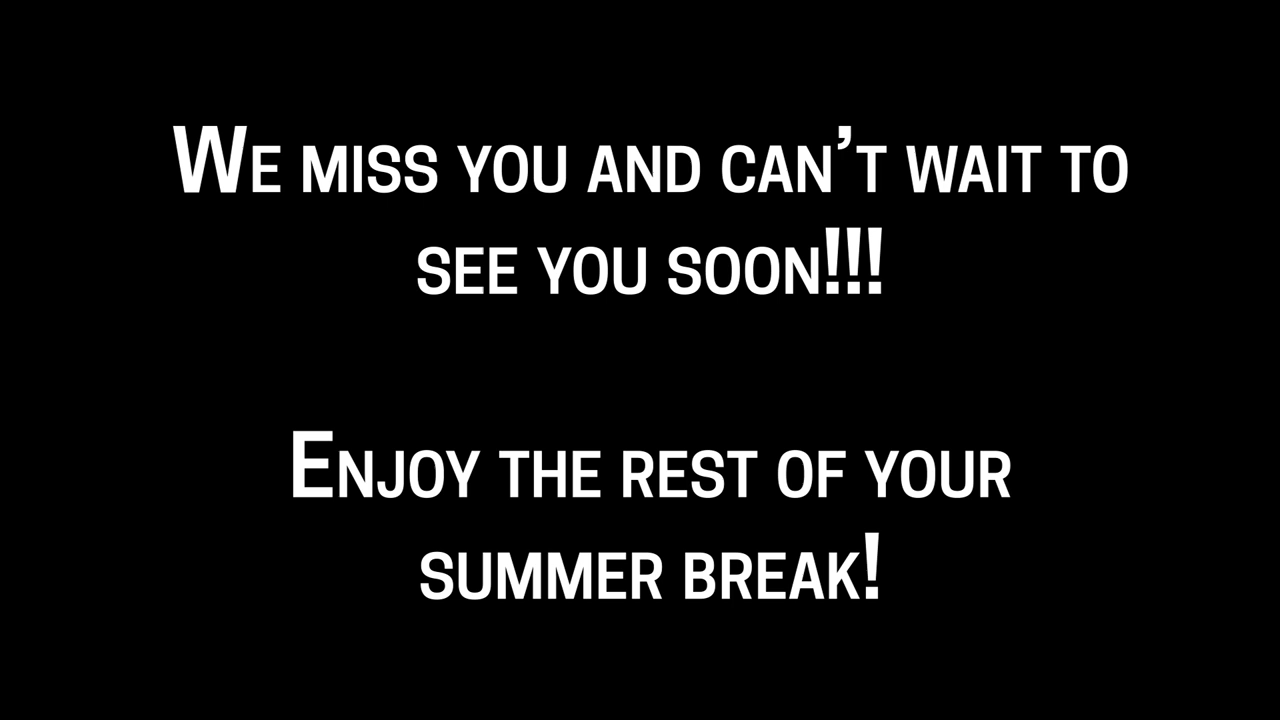 We miss you and can’t wait to
see you soon!!!
Enjoy the rest of your
summer break!